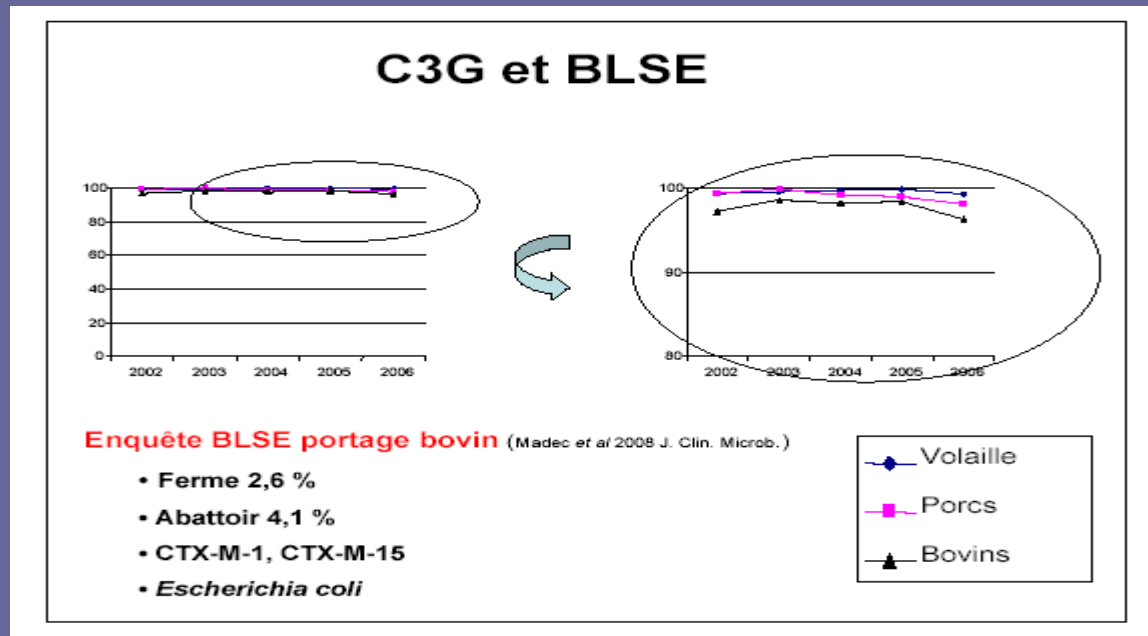 C3G et BLSE
100
80
60
40
20
0
2002 2003 2004 2005 2006
100
90
80
2002 2003 2004 2005 2006
Enquête BLSE portage bovin (Madec et al 2008 J. Clin. Microb.)
• Ferme 2,6 %
• Abattoir 4,1 %
• CTX-M-1, CTX-M-15
• Escherichia coli
Volaille
Porcs
Bovins